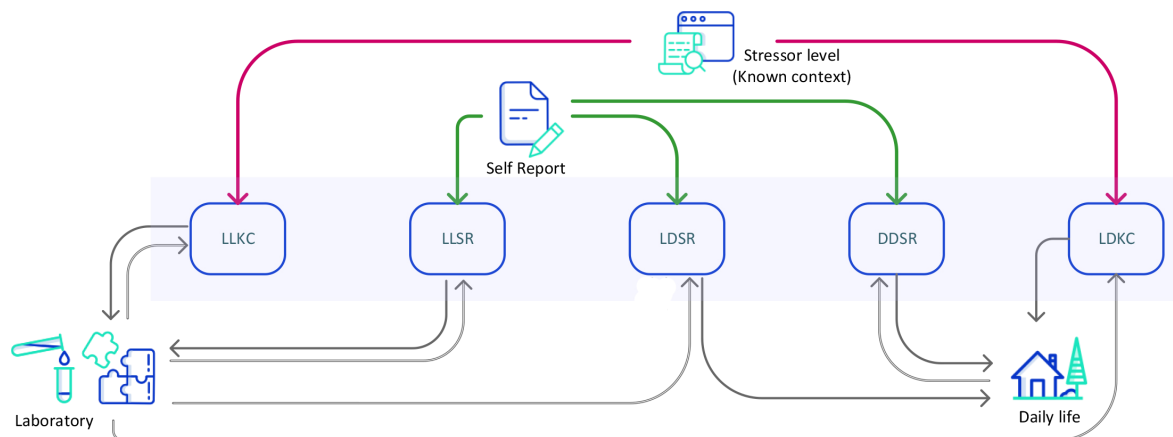 Stressor level
(Known context)
Self Report
LLKC
LLSR
LDSR
DDSR
LDKC
Laboratory
Daily life